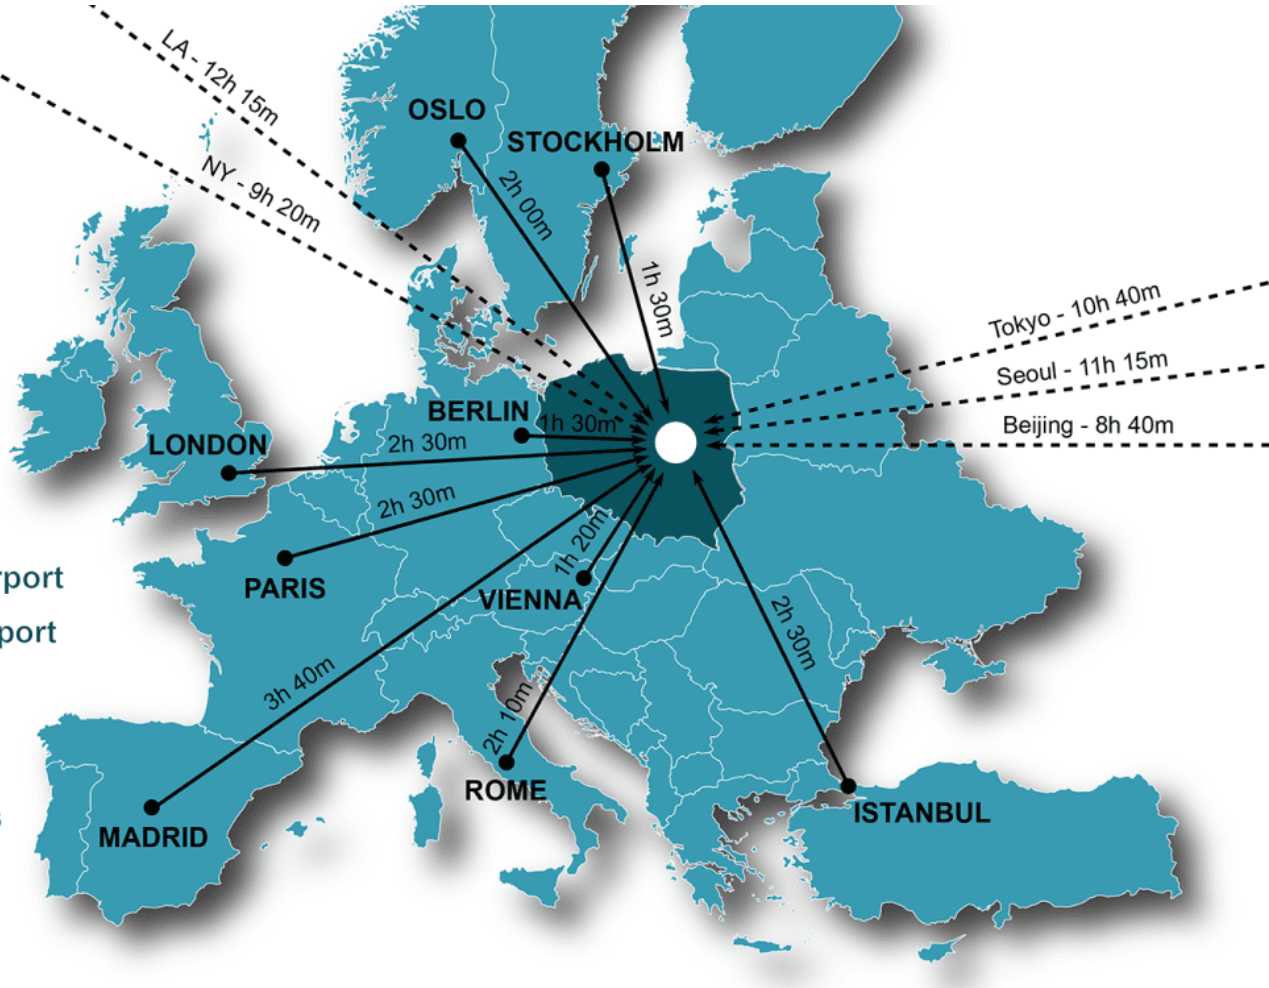 LA - 12h 15m
OSLO
STOCKHOLM
NY - 9h 20m
2h 00m
1h 30m
Tokyo - 10h 40m
Seoul - 11h 15m
Beijing - 8h 40m
BERLIN
1h 30m
LONDON
2h 30m
2h 30m
PARIS
1h 20m
VIENNA
rport
port
2h 30m
3h 40m
2h 10m
ROME
MADRID
ISTANBUL